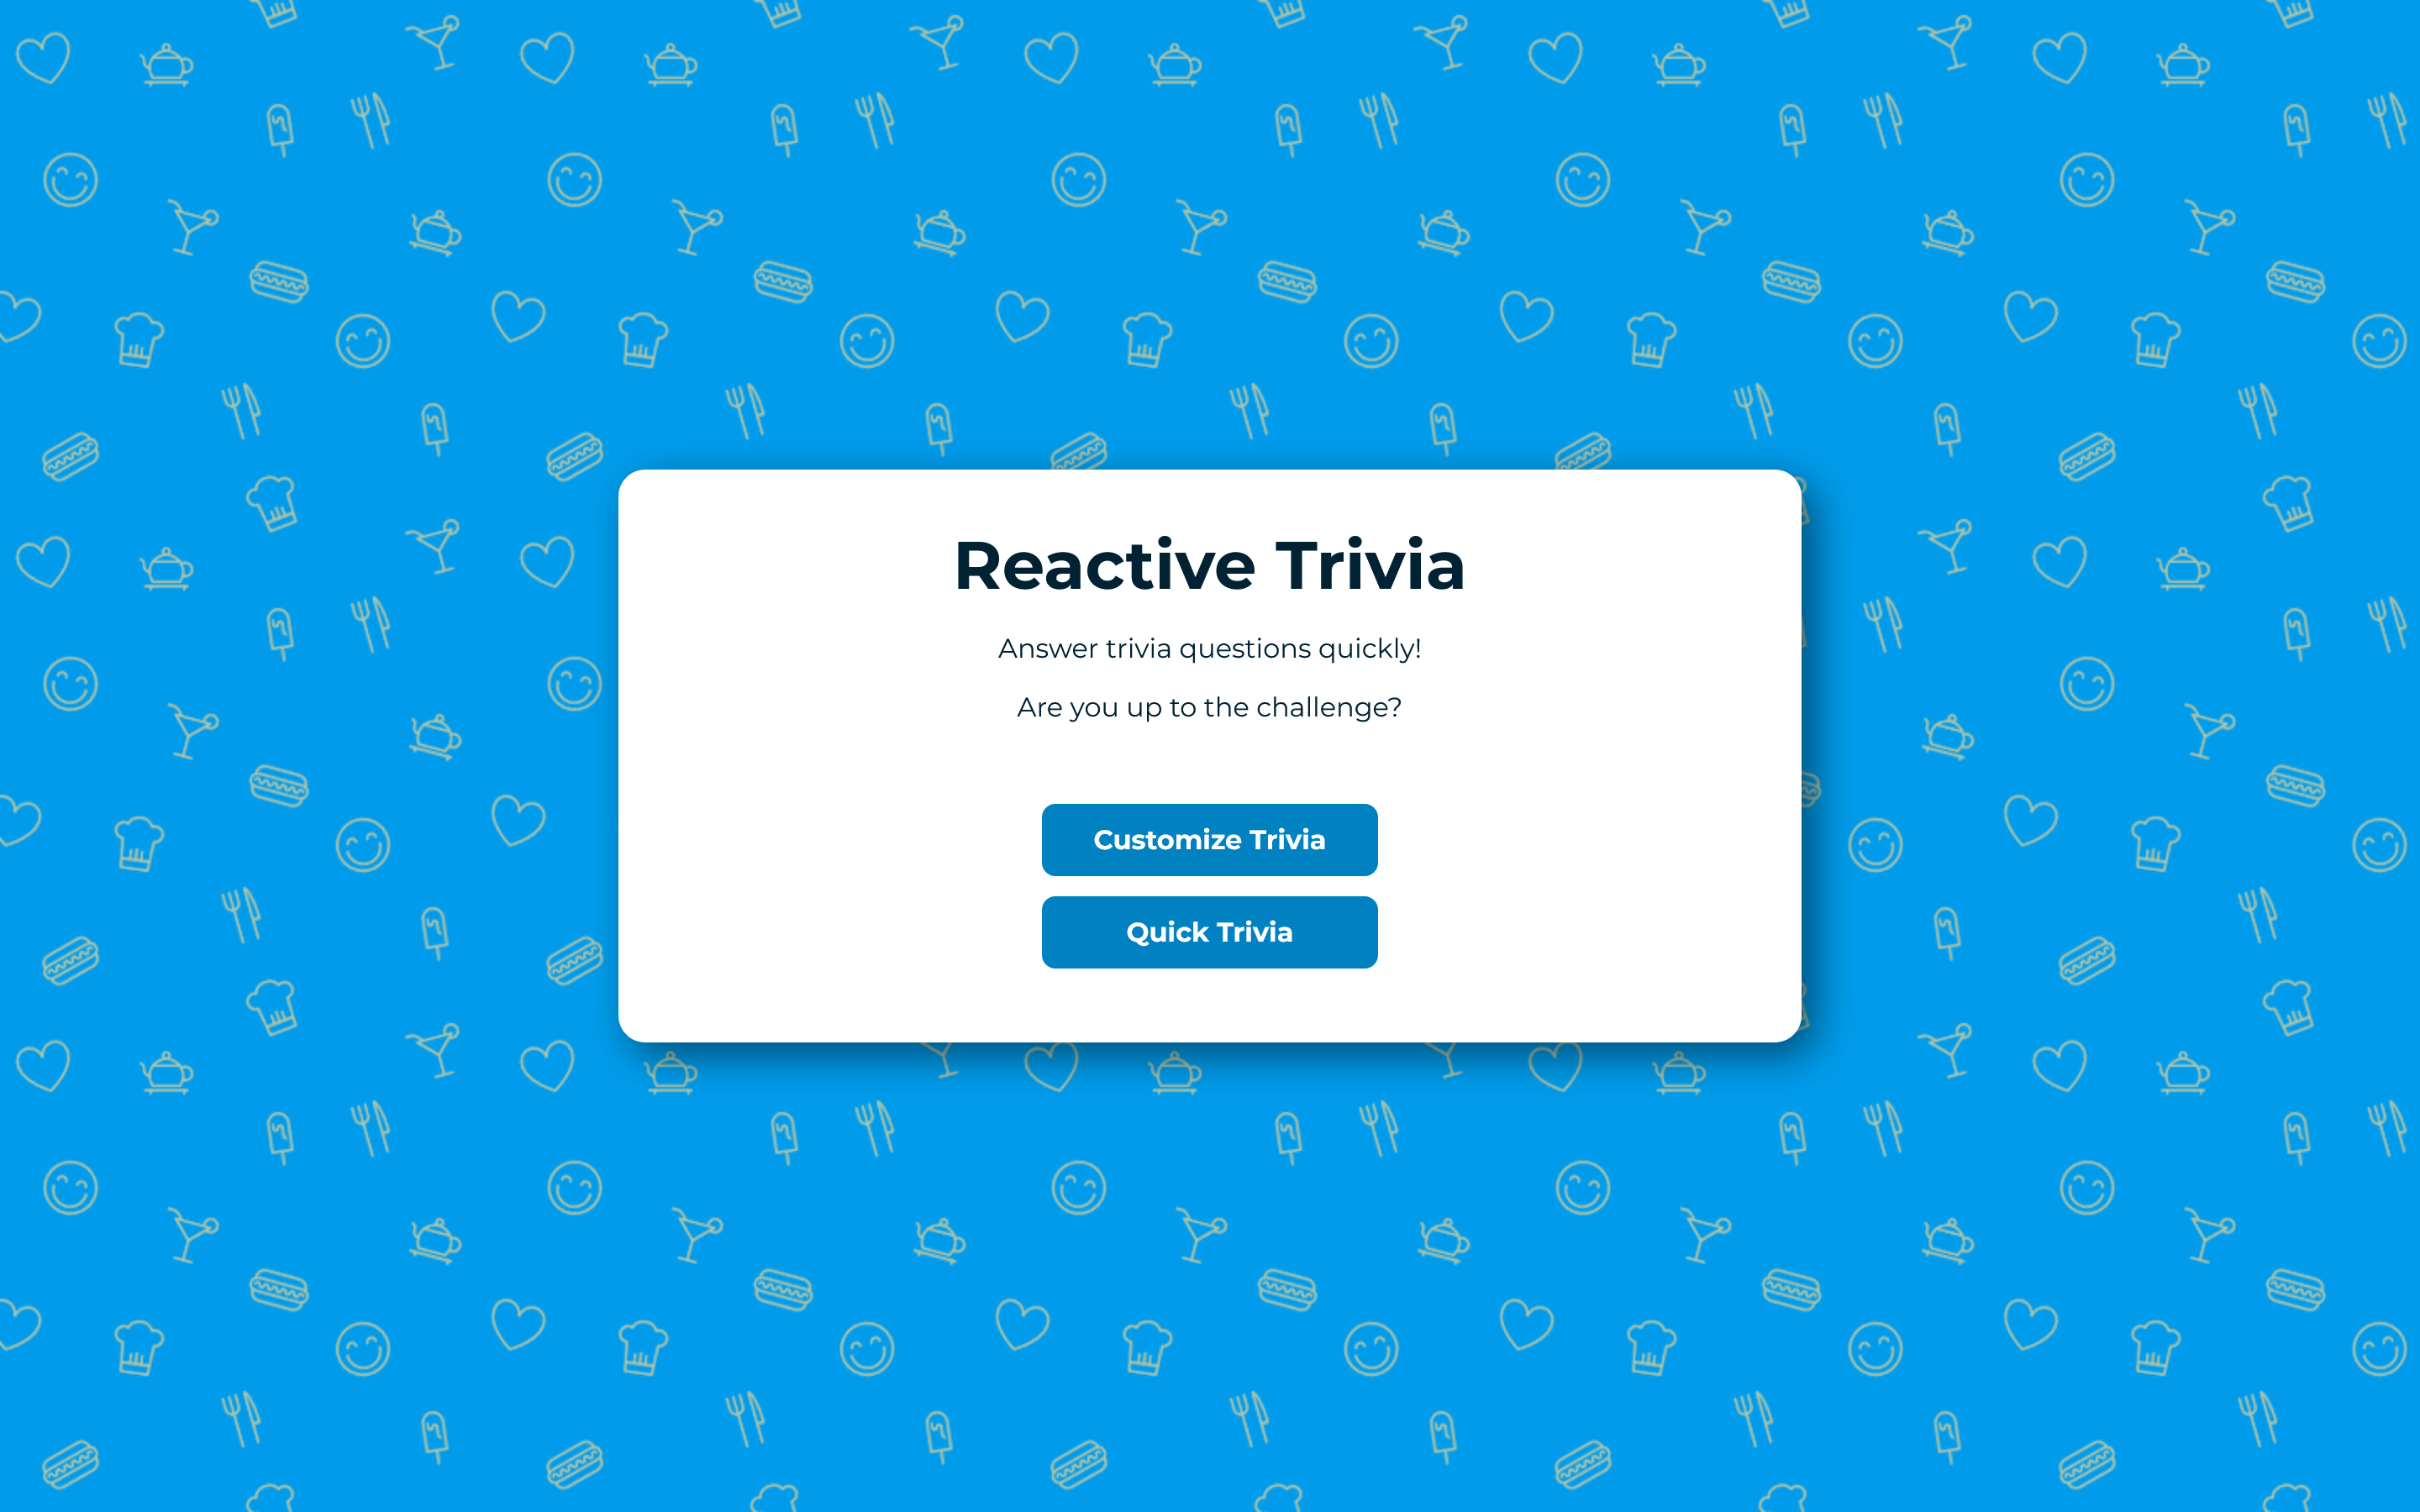 Reactive Trivia
Answer trivia questions quickly!
Are you up to the challenge?
Customize Trivia
Quick Trivia